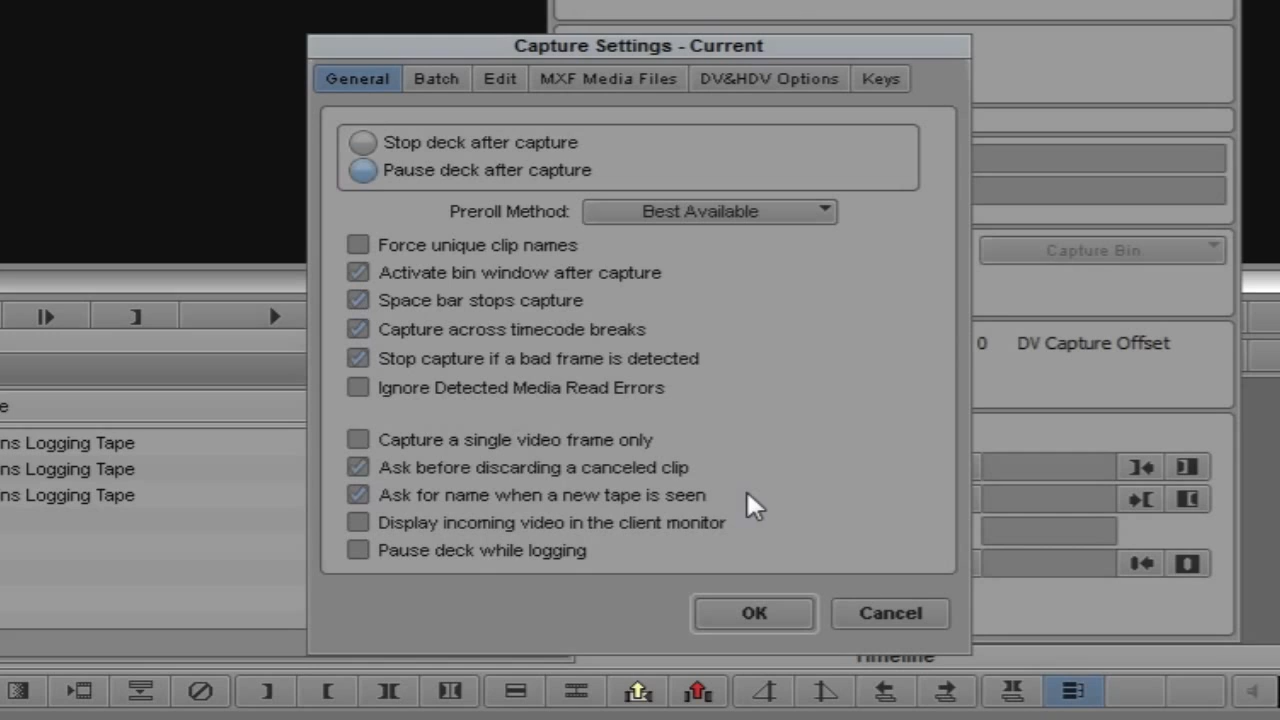 Capture Settings - Current
General Batch Edit MXF Media Files DV&HDV Options Keys
Stop deck after capture
Pause deck after capture
Preroll Method: Best Available
Force unique clip names
Activate bin window after capture
Space bar stops capture
Capture across timecode breaks
Stop capture if a bad frame is detected
Ignore Detected Media Read Errors
Capture a single video frame only
Ask before discarding a canceled clip
Ask for name when a new tape is seen
Display incoming video in the client monitor
Pause deck while logging
OK Cancel
Capture Bin
0 DV Capture Offset
e
ns Logging Tape
ns Logging Tape
ns Logging Tape
Timeline